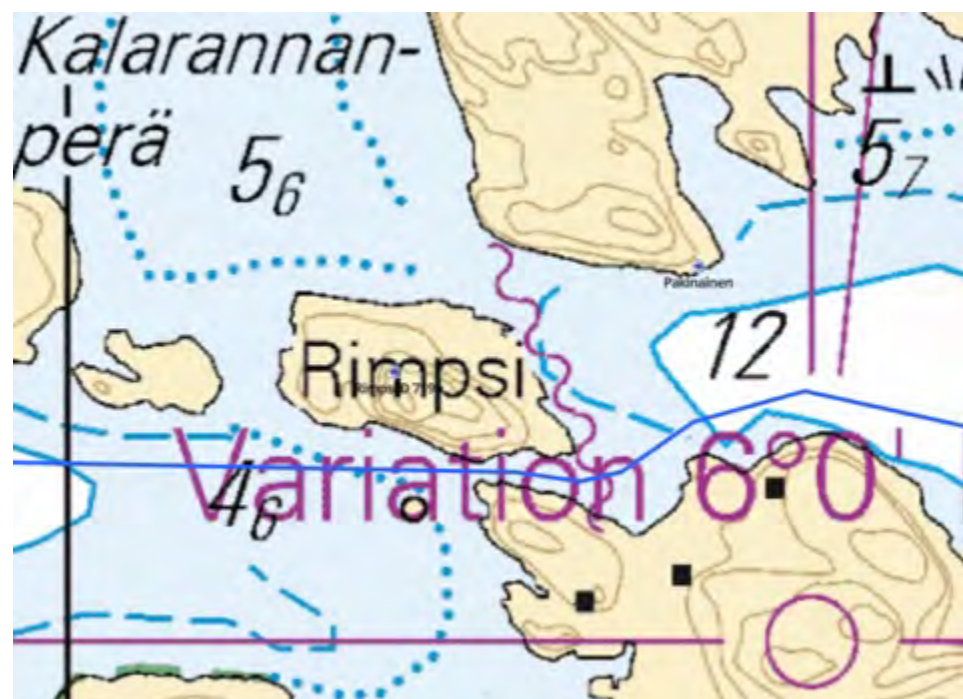 Kalarannan-
perä
5₆
5₇
Pakinainen
12
Rimpsi
Variation 6°0'
4₆